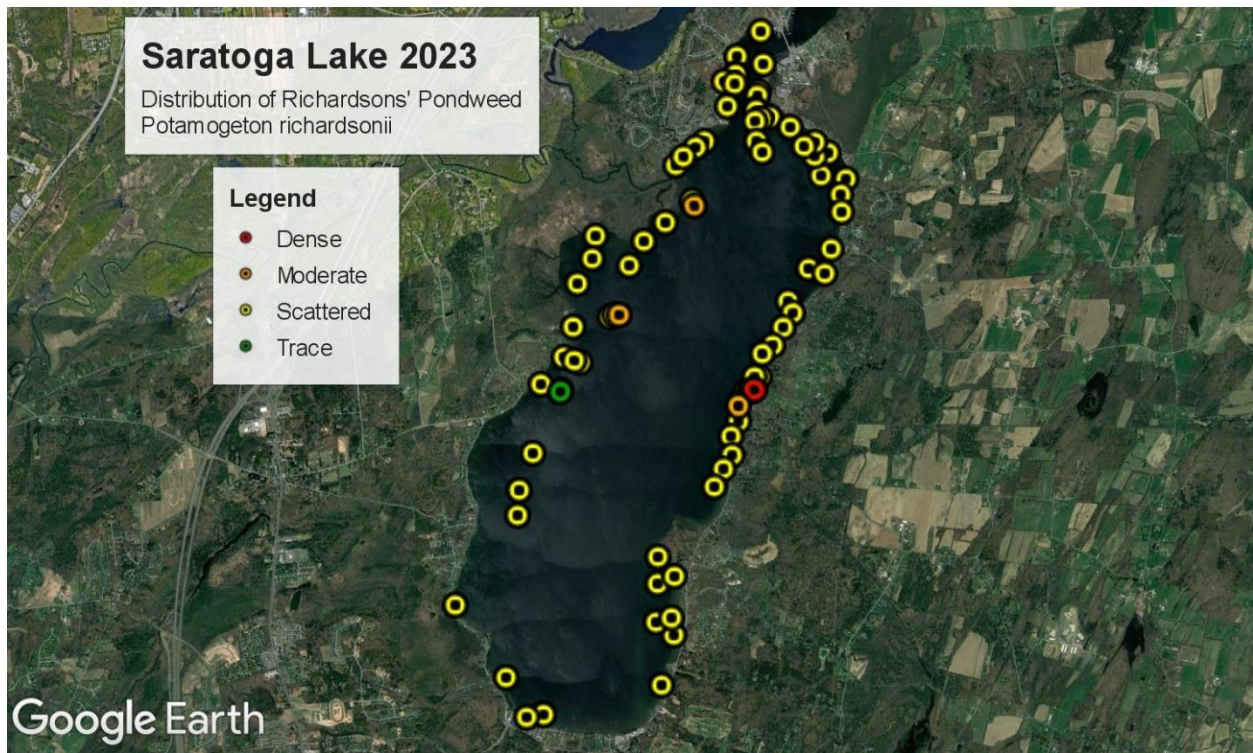 Saratoga Lake 2023
Distribution of Richardsons' Pondweed
Potamogeton richardsonii
Legend
Dense
Moderate
Scattered
Trace
Google Earth